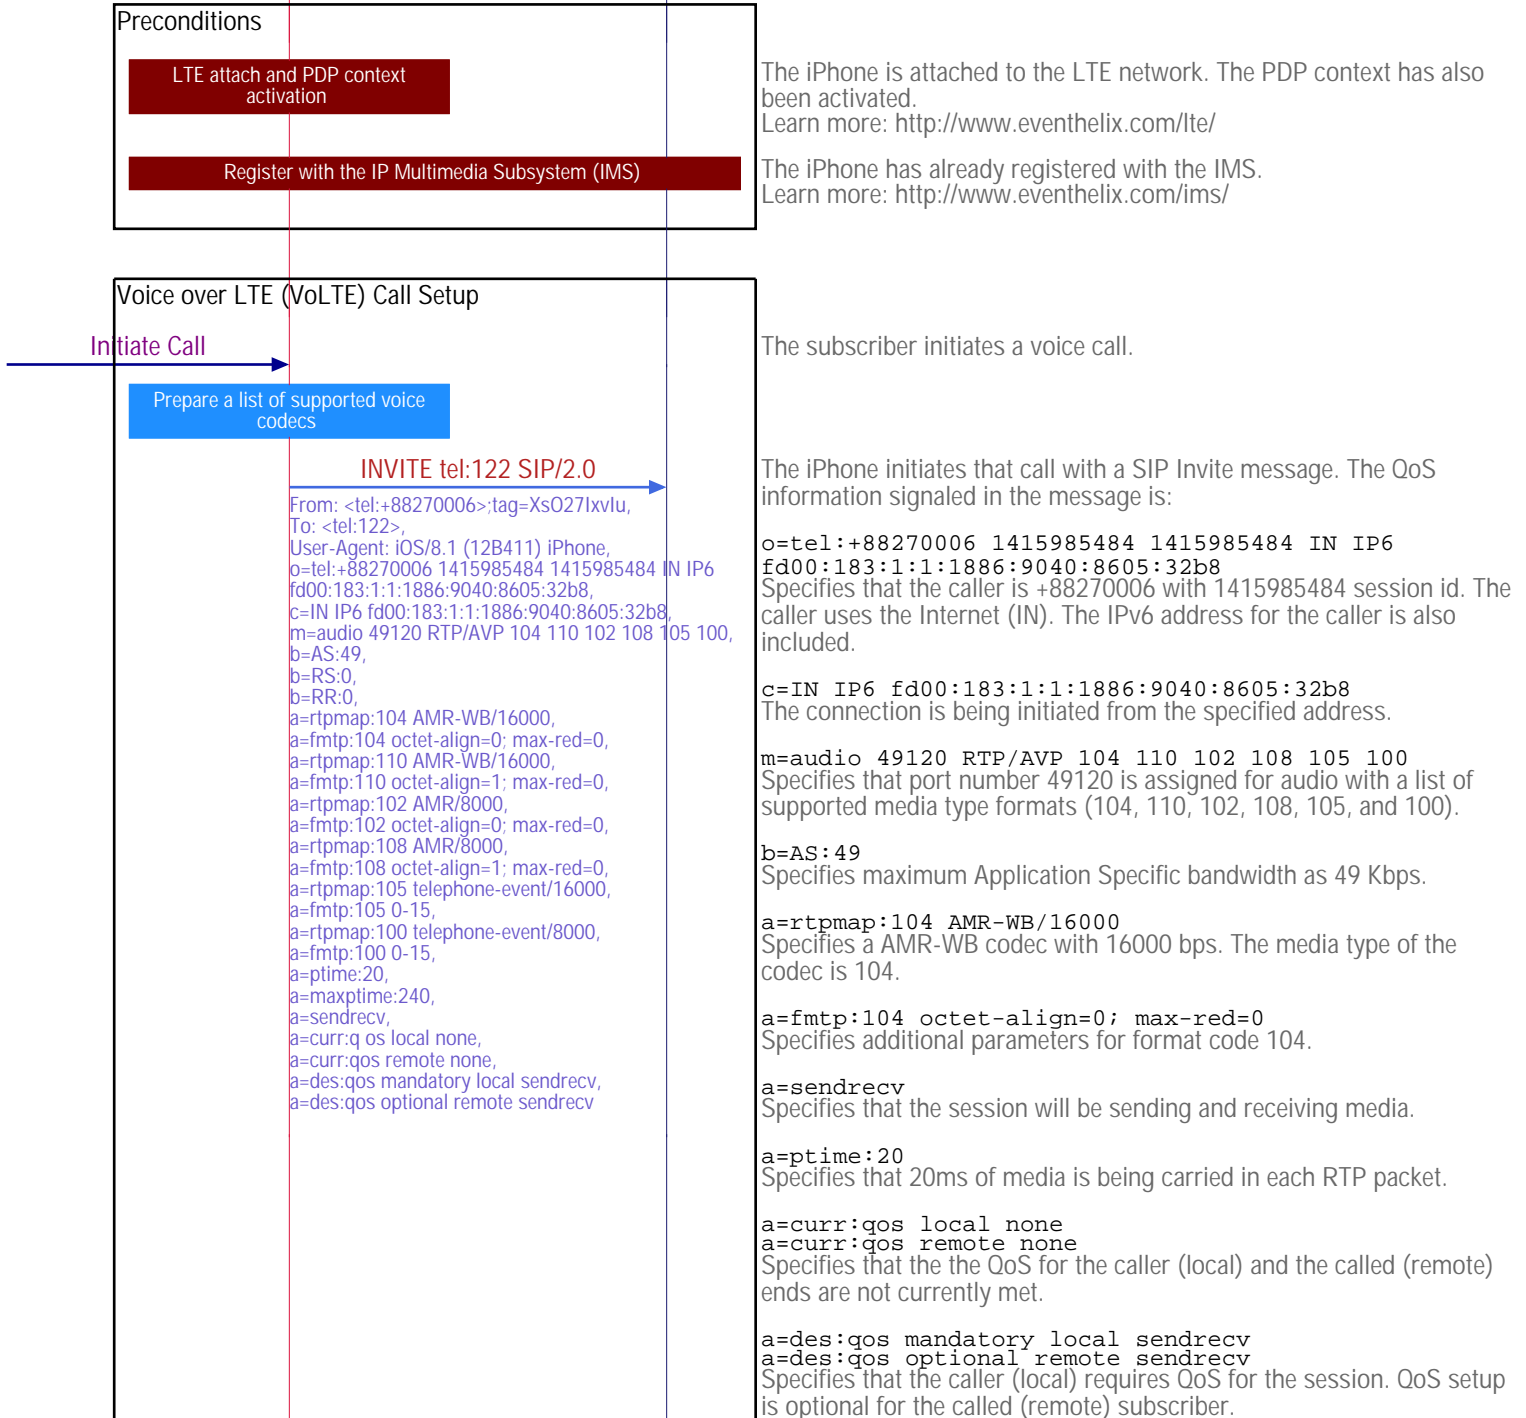 Preconditions
LTE attach and PDP context
activation
The iPhone is attached to the LTE network. The PDP context has also
been activated.
Learn more: http://www.eventhelix.com/lte/
Register with the IP Multimedia Subsystem (IMS)
The iPhone has already registered with the IMS.
Learn more: http://www.eventhelix.com/ims/
Voice over LTE (VoLTE) Call Setup
Initiate Call
The subscriber initiates a voice call.
Prepare a list of supported voice
codecs
INVITE tel:122 SIP/2.0
From: <tel:+88270006>;tag=XsO27IxvIu,
To: <tel:122>,
User-Agent: iOS/8.1 (12B411) iPhone,
o=tel:+88270006 1415985484 1415985484 IN IP6
fd00:183:1:1:1886:9040:8605:32b8,
c=IN IP6 fd00:183:1:1:1886:9040:8605:32b8,
m=audio 49120 RTP/AVP 104 110 102 108 105 100,
b=AS:49,
b=RS:0,
b=RR:0,
a=rtpmap:104 AMR-WB/16000,
a=fmtp:104 octet-align=0; max-red=0,
a=rtpmap:110 AMR-WB/16000,
a=fmtp:110 octet-align=1; max-red=0,
a=rtpmap:102 AMR/8000,
a=fmtp:102 octet-align=0; max-red=0,
a=rtpmap:108 AMR/8000,
a=fmtp:108 octet-align=1; max-red=0,
a=rtpmap:105 telephone-event/16000,
a=fmtp:105 0-15,
a=rtpmap:100 telephone-event/8000,
a=fmtp:100 0-15,
a=ptime:20,
a=maxptime:240,
a=sendrecv,
a=curr:q os local none,
a=curr:qos remote none,
a=des:qos mandatory local sendrecv,
a=des:qos optional remote sendrecv
The iPhone initiates that call with a SIP Invite message. The QoS
information signaled in the message is:
o=tel:+88270006 1415985484 1415985484 IN IP6
fd00:183:1:1:1886:9040:8605:32b8
Specifies that the caller is +88270006 with 1415985484 session id. The
caller uses the Internet (IN). The IPv6 address for the caller is also
included.
c=IN IP6 fd00:183:1:1:1886:9040:8605:32b8
The connection is being initiated from the specified address.
m=audio 49120 RTP/AVP 104 110 102 108 105 100
Specifies that port number 49120 is assigned for audio with a list of
supported media type formats (104, 110, 102, 108, 105, and 100).
b=AS:49
Specifies maximum Application Specific bandwidth as 49 Kbps.
a=rtpmap:104 AMR-WB/16000
Specifies a AMR-WB codec with 16000 bps. The media type of the
codec is 104.
a=fmtp:104 octet-align=0; max-red=0
Specifies additional parameters for format code 104.
a=sendrecv
Specifies that the session will be sending and receiving media.
a=ptime:20
Specifies that 20ms of media is being carried in each RTP packet.
a=curr:qos local none
a=curr:qos remote none
Specifies that the the QoS for the caller (local) and the called (remote)
ends are not currently met.
a=des:qos mandatory local sendrecv
a=des:qos optional remote sendrecv
Specifies that the caller (local) requires QoS for the session. QoS setup
is optional for the called (remote) subscriber.